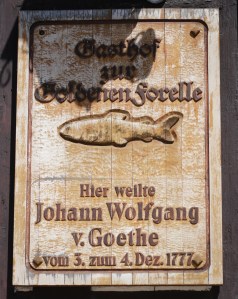 Gasthof
zur
Goldenen Forelle
Hier weilte
Johann Wolfgang
v. Goethe
vom 3. zum 4. Dez. 1777